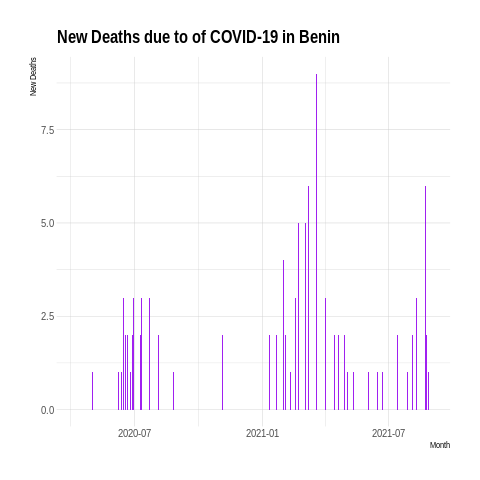 New Deaths due to of COVID-19 in Benin
New Deaths
7.5
5.0
2.5
0.0
2020-07 2021-01 2021-07
Month